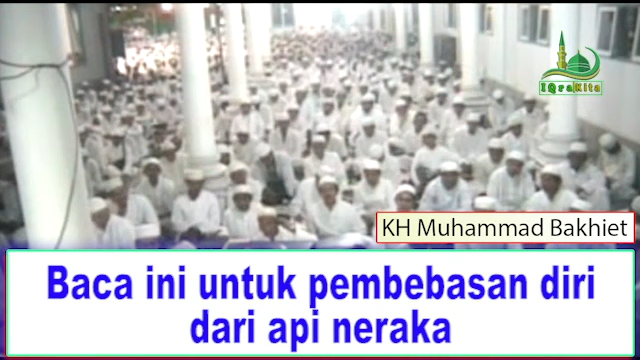 IQraKita
KH Muhammad Bakhiet
Baca ini untuk pembebasan diri
dari api neraka